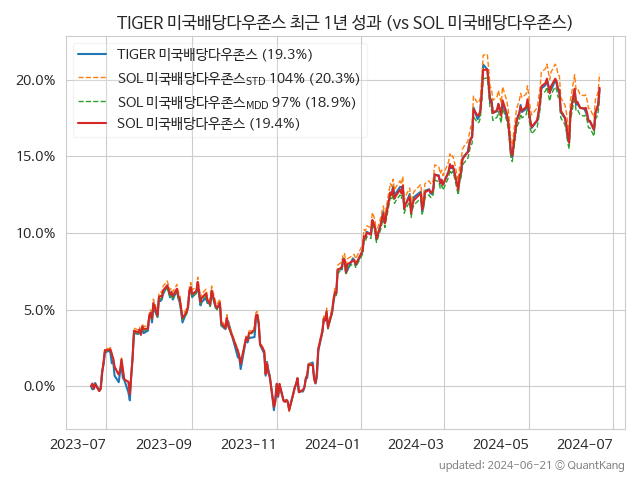 TIGER 미국배당다우존스 최근 1년 성과 (vs SOL 미국배당다우존스)
TIGER 미국배당다우존스 (19.3%)
SOL 미국배당다우존스STD 104% (20.3%)
SOL 미국배당다우존스MDD 97% (18.9%)
SOL 미국배당다우존스 (19.4%)
20.0%
15.0%
10.0%
5.0%
0.0%
2023-07 2023-09 2023-11 2024-01 2024-03 2024-05 2024-07
updated: 2024-06-21 © QuantKang